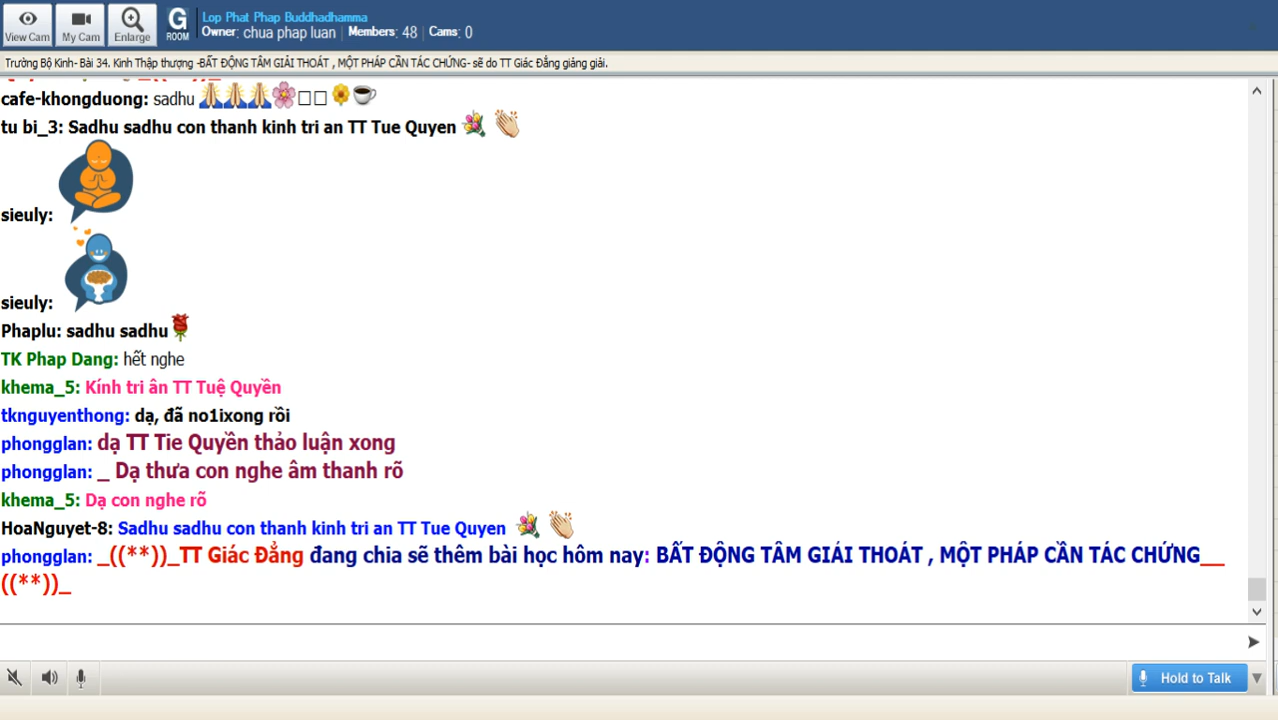 Lop Phat Phap Buddhadhamma
View Cam
My Cam
Enlarge
G
ROOM
Owner: chua phap luan | Members: 48 | Cams: 0
Trường Bộ Kinh- Bài 34. Kinh Thập thượng -BẤT ĐỘNG TÂM GIẢI THOÁT , MỘT PHÁP CẦN TÁC CHỨNG- sẽ do TT Giác Đẳng giảng giải.
cafe-khongduong: sadhu
tu bi_3: Sadhu sadhu con thanh kinh tri an TT Tue Quyen
sieuly:
sieuly:
Phaplu: sadhu sadhu
TK Phap Dang: hết nghe
khema_5: Kính tri ân TT Tuệ Quyền
tknguyenthong: dạ, đã no1ixong rồi
phongglan: dạ TT Tie Quyền thảo luận xong
phongglan: _ Dạ thưa con nghe âm thanh rõ
khema_5: Dạ con nghe rõ
HoaNguyet-8: Sadhu sadhu con thanh kinh tri an TT Tue Quyen
phongglan: _((**))_TT Giác Đẳng đang chia sẽ thêm bài học hôm nay: BẤT ĐỘNG TÂM GIẢI THOÁT , MỘT PHÁP CẦN TÁC CHỨNG__
((**))_
Hold to Talk